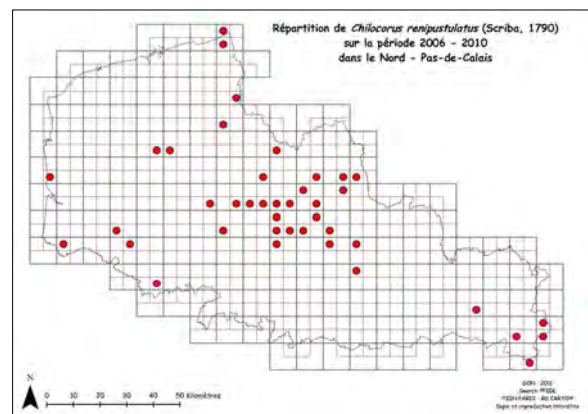 Répartition de Chilocorus renipustulatus (Scriba, 1790)
sur la période 2006 - 2010
dans le Nord - Pas-de-Calais
N
0 10 20 30 40 50 Kilomètres
GON 2011